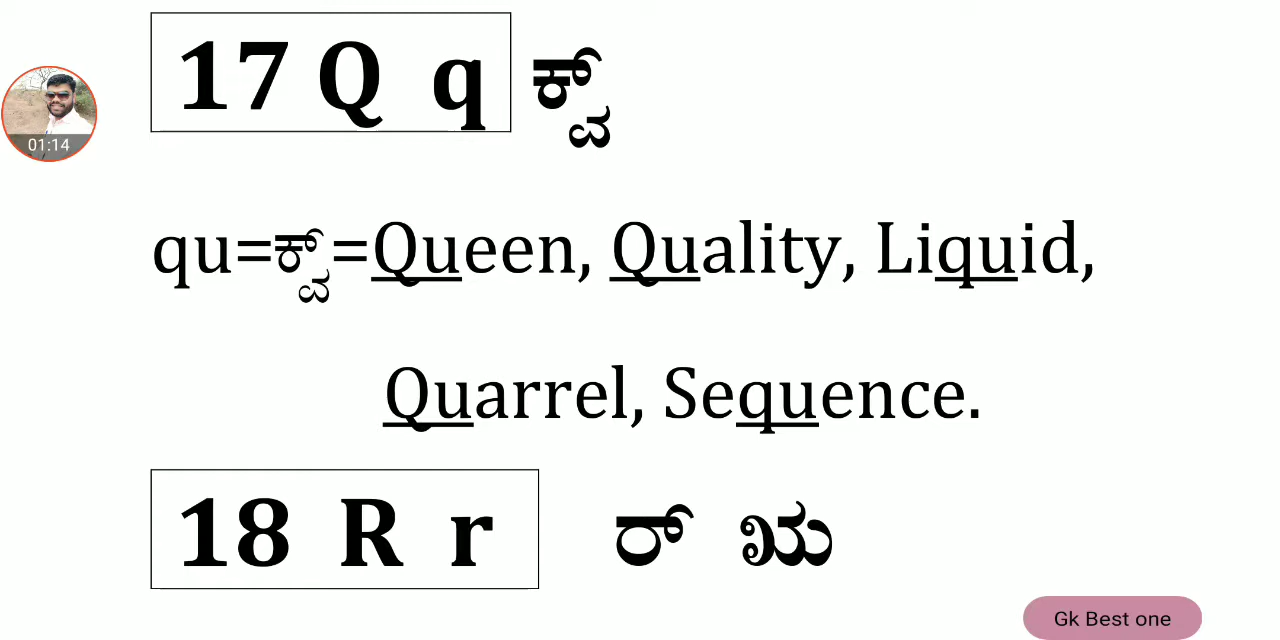 17 Q q ಕ್ವ್
01:14
qu=ಕ್ವ್=Queen, Quality, Liquid,
Quarrel, Sequence.
18 R r ರ್ ಋ
Gk Best one